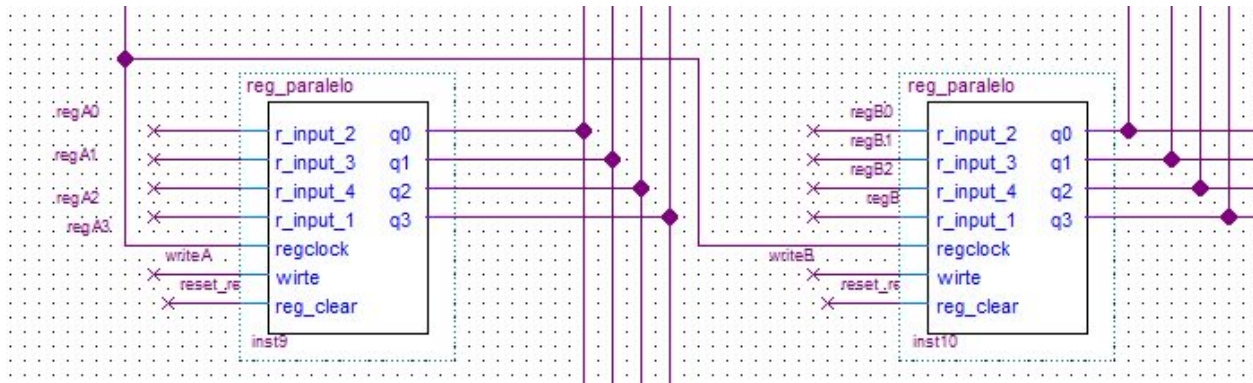 reg_paralelo
regA0
r_input_2 q0
regA1
r_input_3 q1
regA2
r_input_4 q2
regA3
r_input_1 q3
regclock
writeA
wirte
reset_re
reg_clear
inst9
reg_paralelo
regB0
r_input_2 q0
regB1
r_input_3 q1
regB2
r_input_4 q2
regB
r_input_1 q3
regclock
writeB
wirte
reset_re
reg_clear
inst10